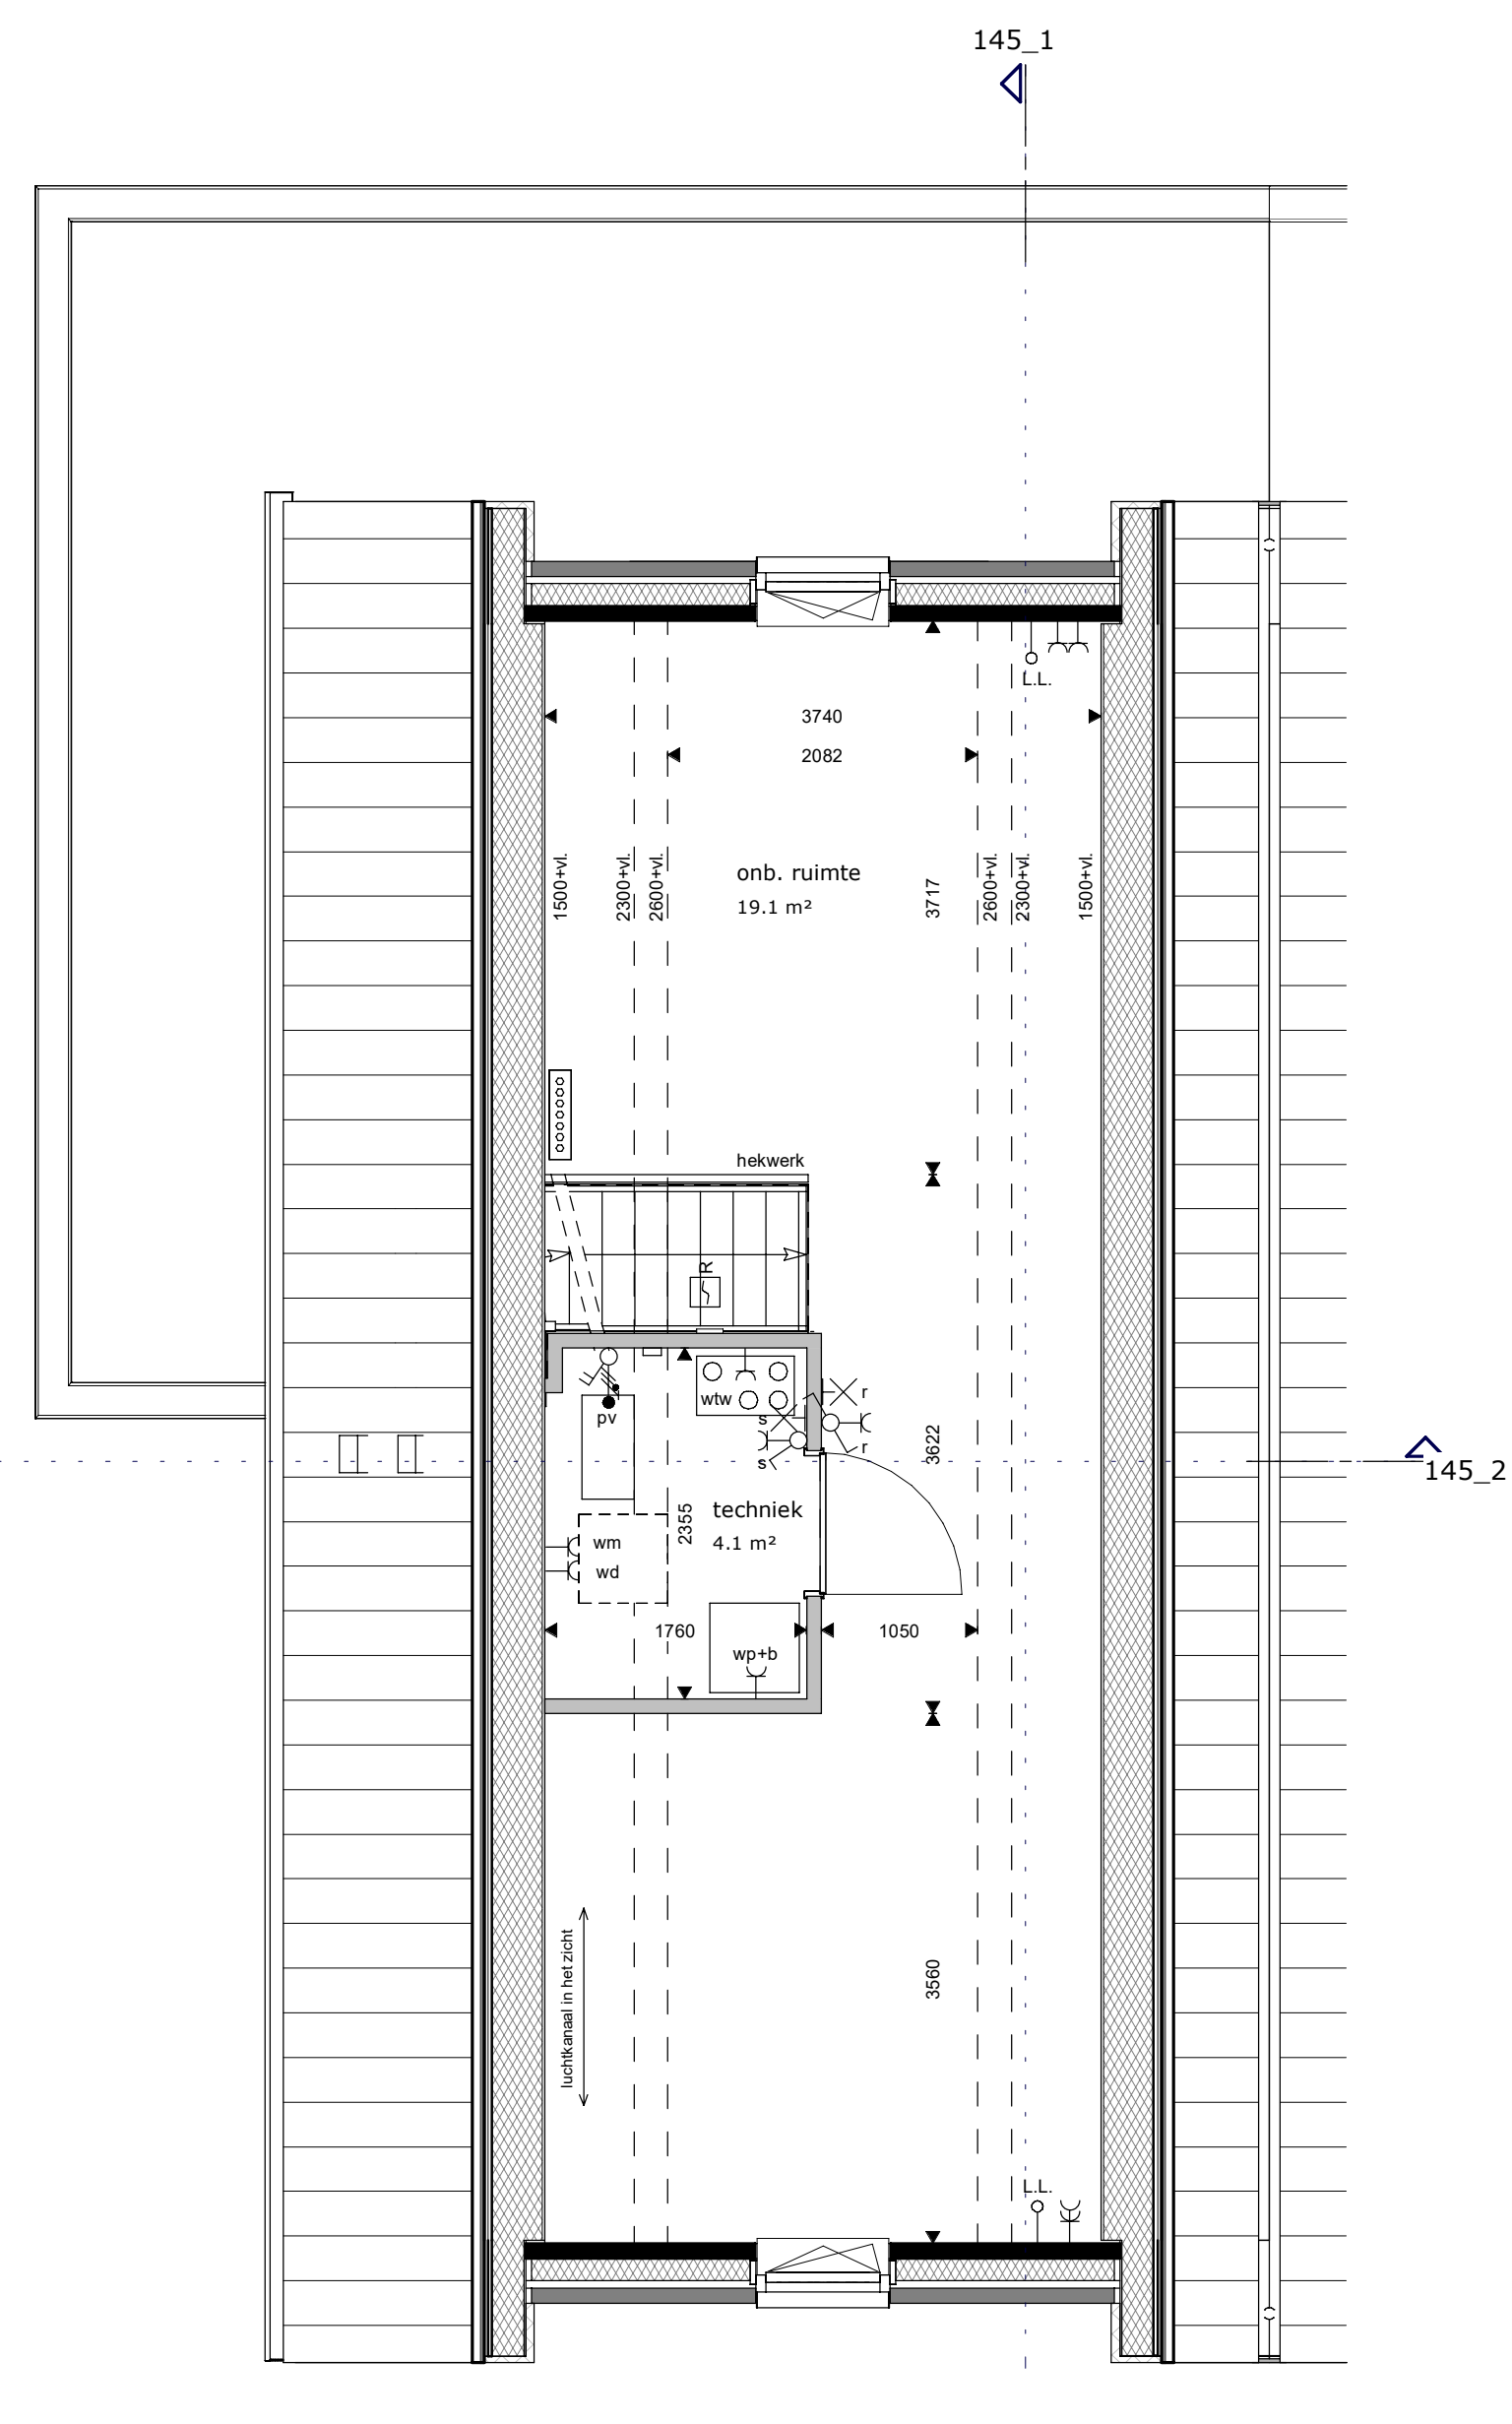 145_1
L.L.
3740
2082
1500+vl.
2300+vl.
2600+vl.
onb. ruimte
19.1 m²
3717
2600+vl.
2300+vl.
1500+vl.
hekwerk
R
wtw
r
pv
s
r
s
3622
145_2
techniek
4.1 m²
2355
wm
wd
1760
1050
wp+b
luchtkanaal in het zicht
3560
L.L.